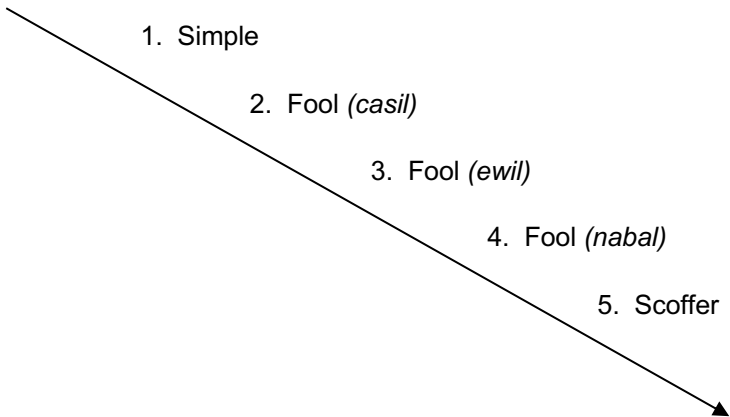 1. Simple
2. Fool (casil)
3. Fool (ewil)
4. Fool (nabal)
5. Scoffer